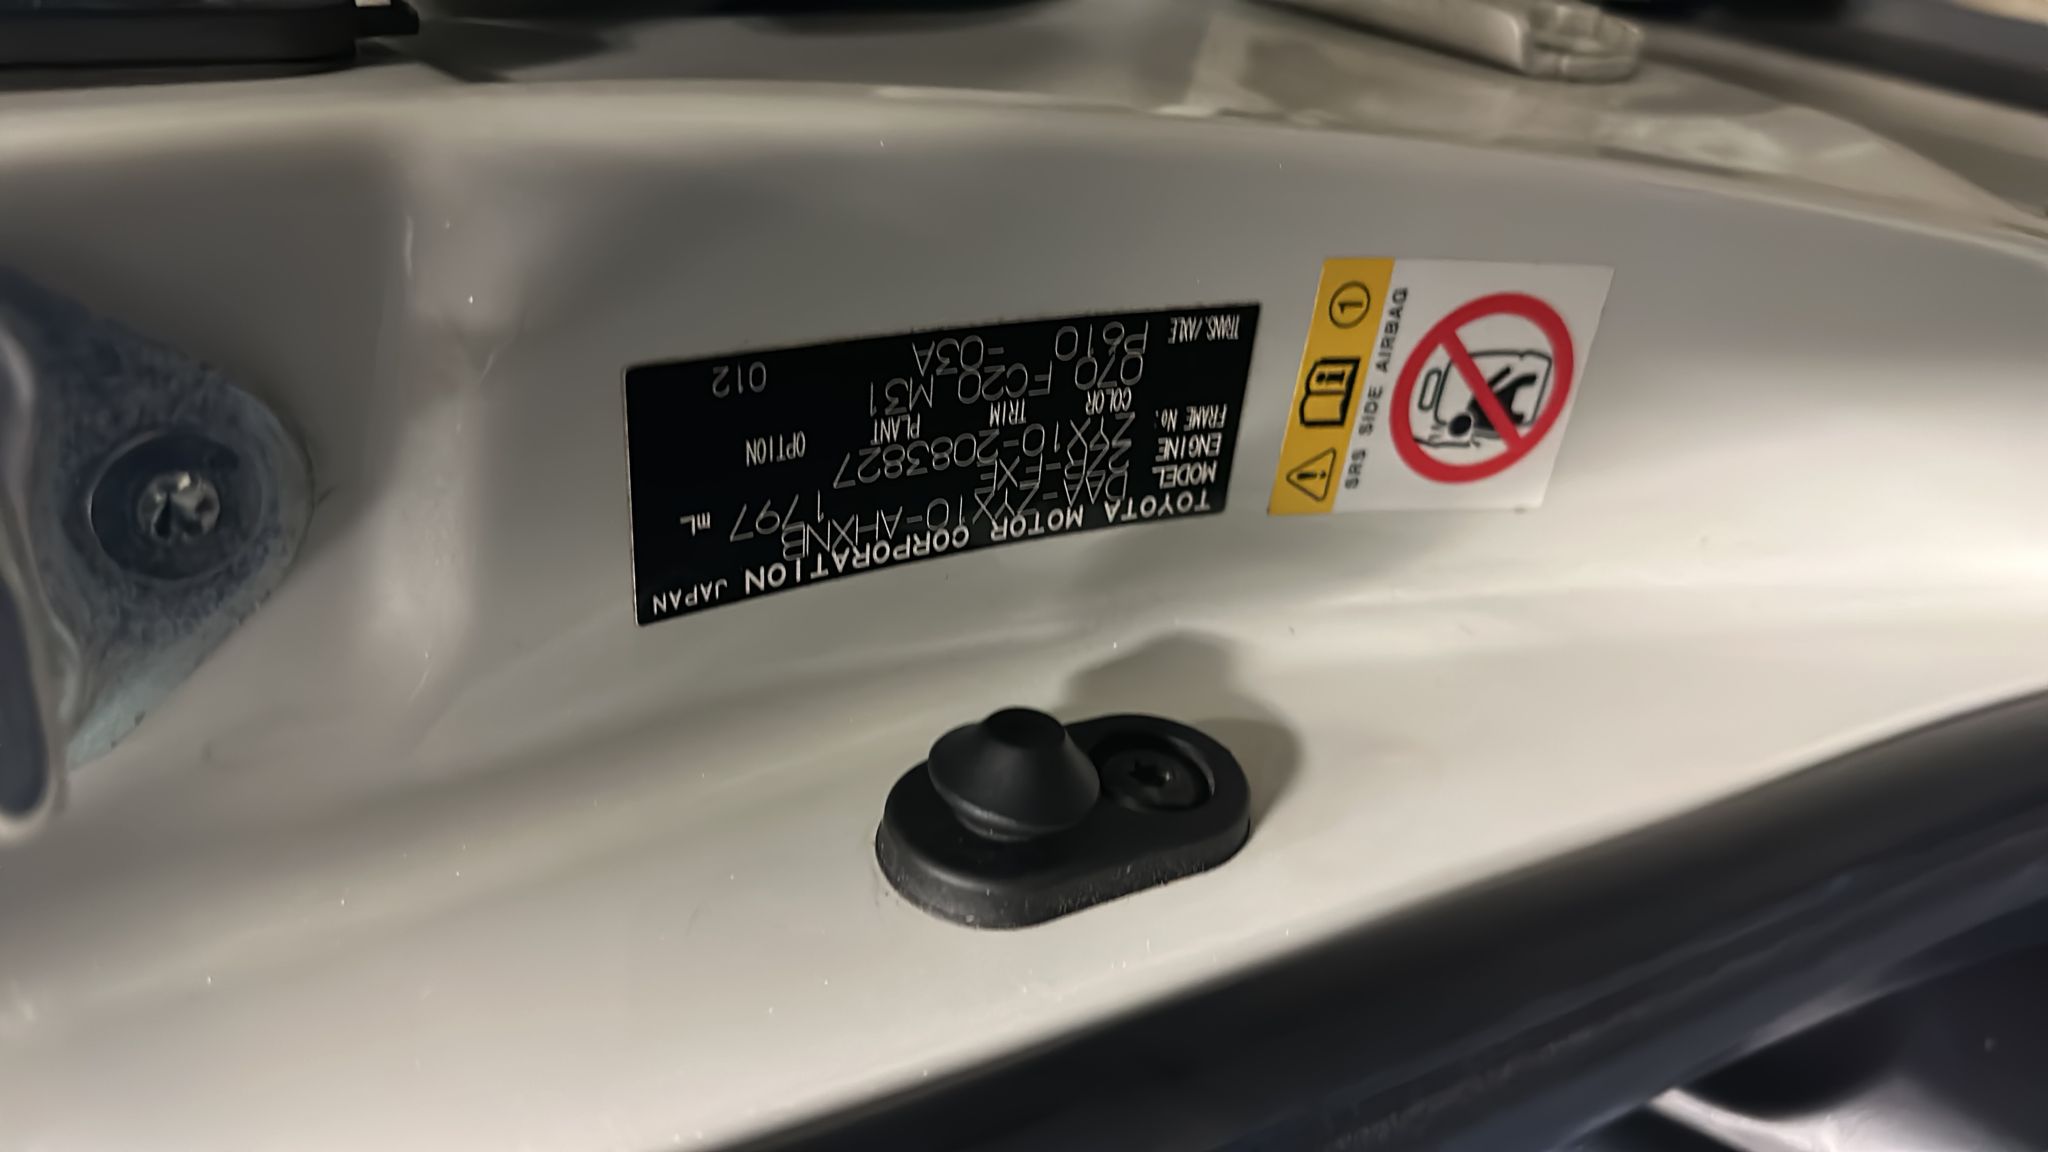 TOYOTA MOTOR CORPORATION JAPAN
MODEL DAA-ZYX10-AHXNB
ENGINE 2ZR-FXE 1797 mL
FRAME No. ZYX10-2083827
COLOR TRIM PLANT OPTION
070 FC20 M31
TRANS./AXLE P610 -03A 012
1
SRS SIDE AIRBAG